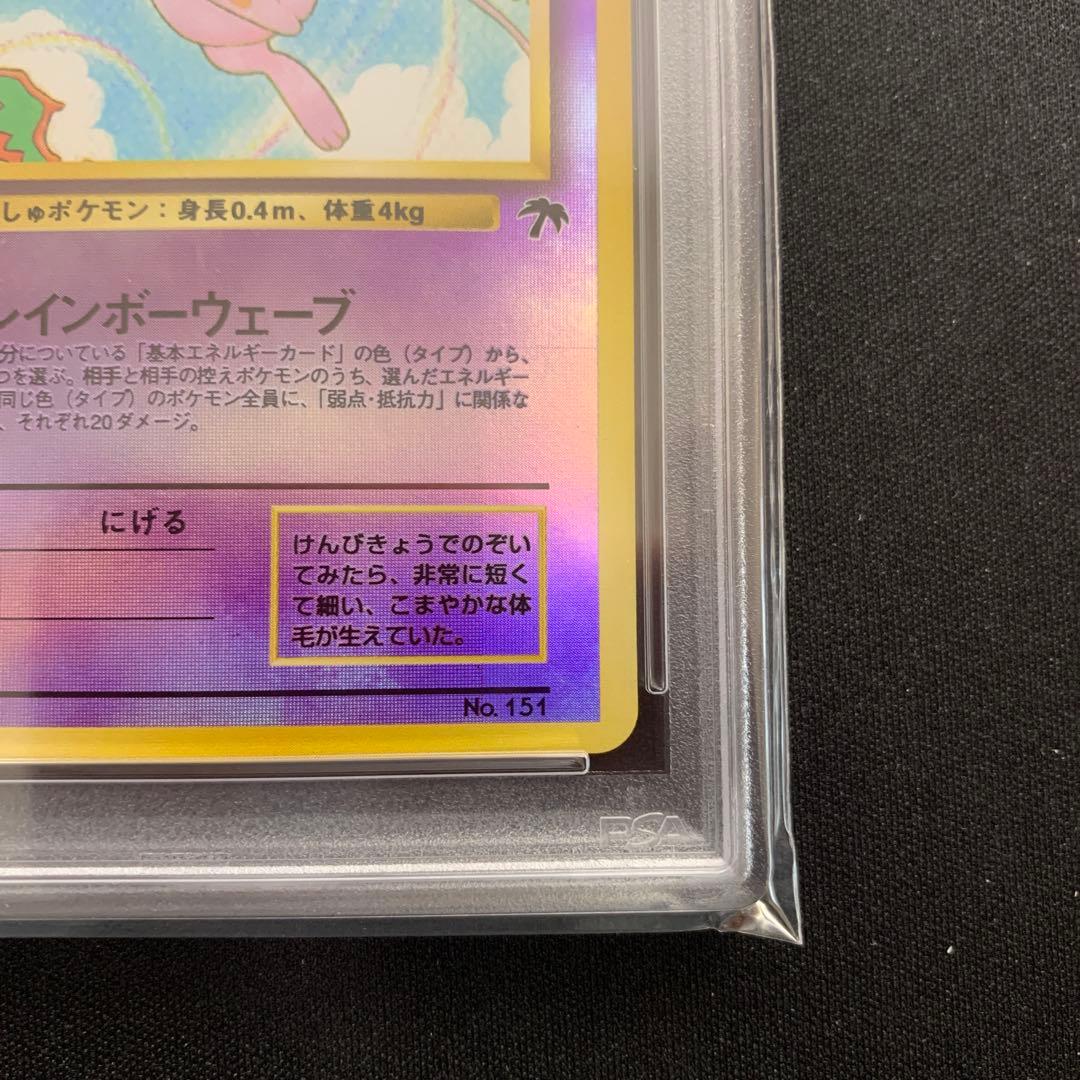 しゅポケモン：身長0.4m、体重4kg
レインボーウェーブ
分についている「基本エネルギーカード」の色（タイプ）から、
つを選ぶ。相手と相手の控えポケモンのうち、選んだエネルギー
同じ色（タイプ）のポケモン全員に、「弱点・抵抗力」に関係な
、それぞれ20ダメージ。
にげる
けんびきょうでのぞい
てみたら、非常に短く
て細い、こまやかな体
毛が生えていた。
No. 151
PSA